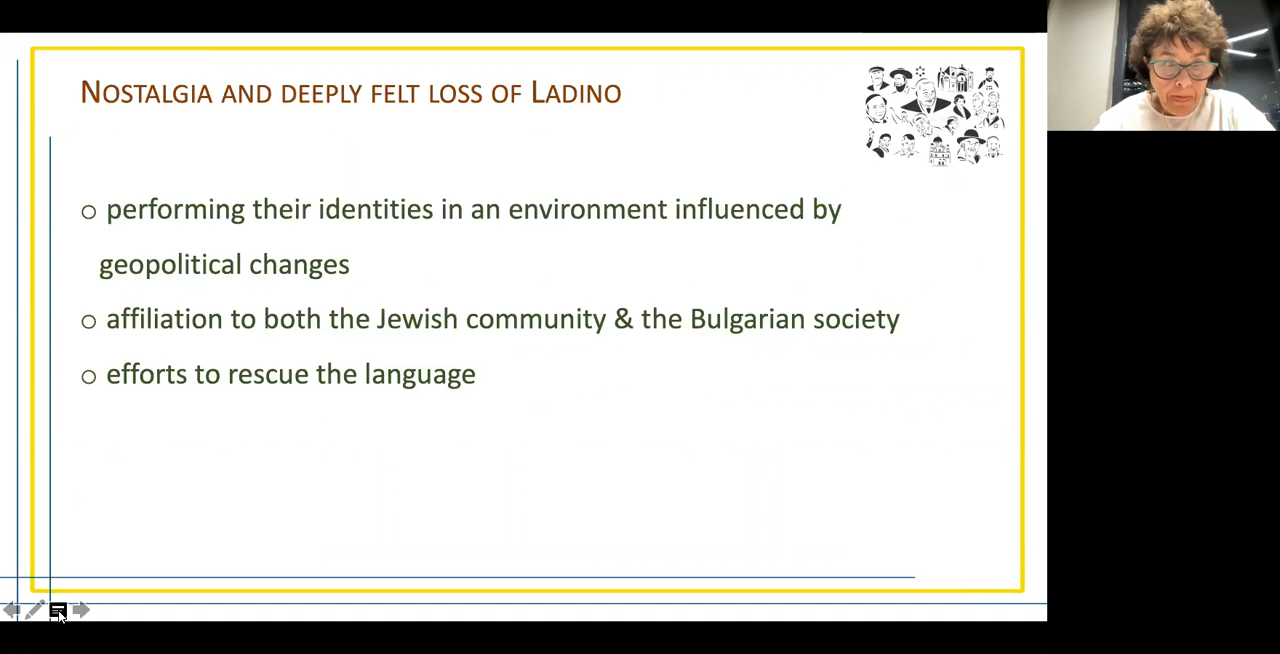 Nostalgia and deeply felt loss of Ladino
o performing their identities in an environment influenced by
geopolitical changes
o affiliation to both the Jewish community & the Bulgarian society
o efforts to rescue the language